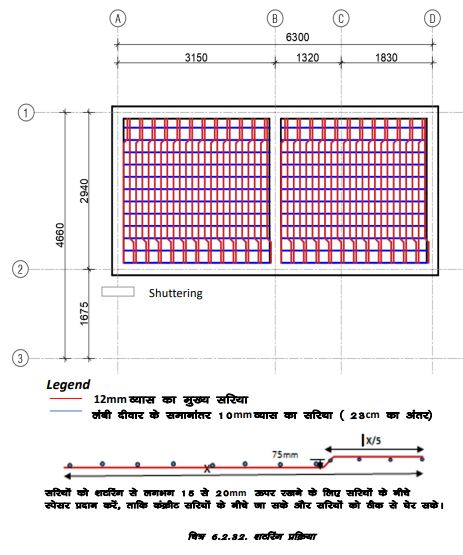 A B C D
6300
3150 1320 1830
1
2940
4660
2
1675
3
Shuttering
Legend
12mm व्यास का मुख्य सरिया
लंबी दीवार के समानांतर 10mm व्यास का सरिया ( 23cm का अंतर)
lx/5
75mm
X
सरियों को शटरिंग से लगभग 15 से 20mm ऊपर रखने के लिए सरियों के नीचे
स्पेसर प्रदान करें, ताकि कंक्रीट सरियों के नीचे जा सके और सरियों को ठीक से घेर सके।
चित्र 6.2.32. शटरिंग प्रक्रिया